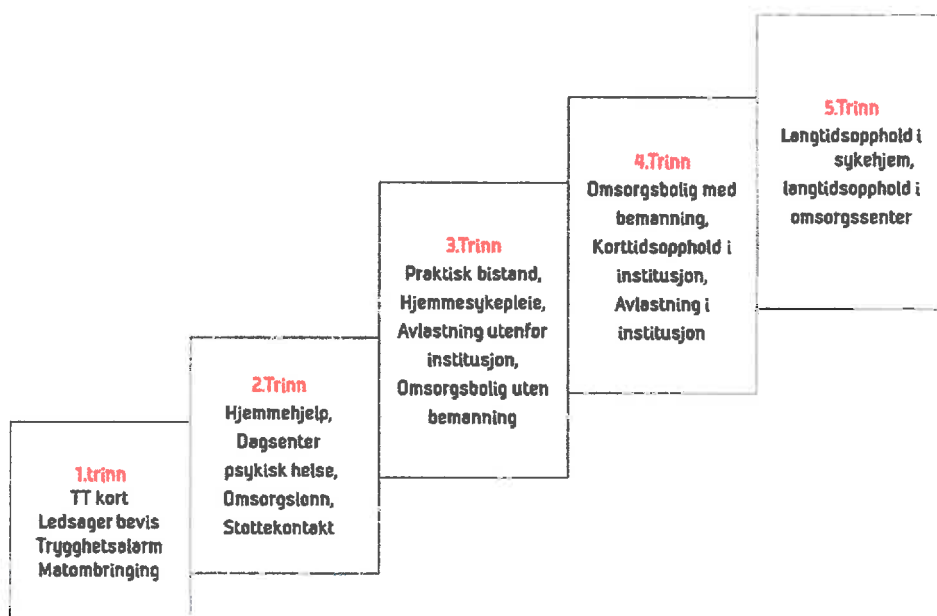 1.trinn
TT kort
Ledsager bevis
Trygghetsalarm
Matombringing
2.Trinn
Hjemmehjelp,
Dagsenter
psykisk helse,
Omsorgslonn,
Stottekontakt
3.Trinn
Praktisk bistand,
Hjemmesykepleie,
Avlastning utenfor
institusjon,
Omsorgsbolig uten
bemanning
4.Trinn
Omsorgsbolig med
bemanning,
Korttidsopphold i
institusjon,
Avlastning i
institusjon
5.Trinn
Langtidsopphold i
sykehjem,
langtidsopphold i
omsorgssenter